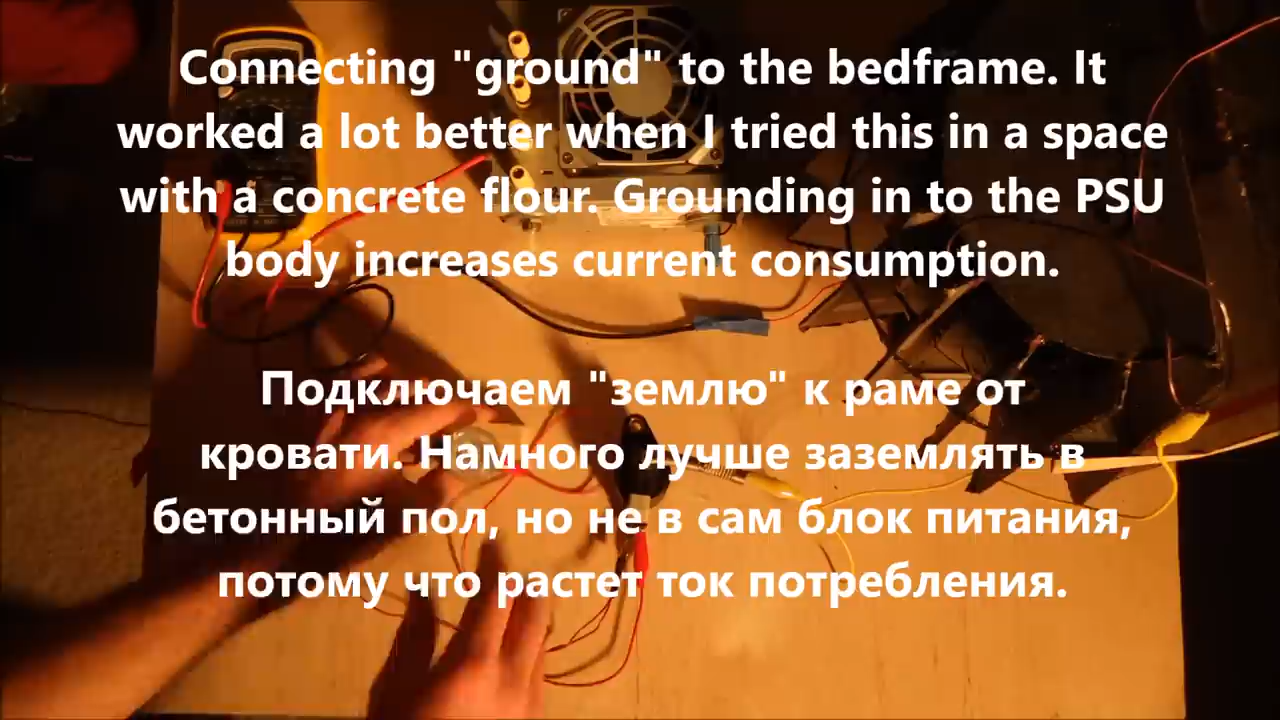 Connecting "ground" to the bedframe. It
worked a lot better when I tried this in a space
with a concrete flour. Grounding in to the PSU
body increases current consumption.
Подключаем "землю" к раме от
кровати. Намного лучше заземлять в
бетонный пол, но не в сам блок питания,
потому что растет ток потребления.